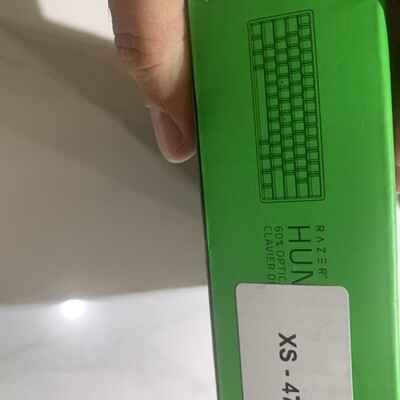 RAZER
HUN
60% OPTIC
CLAVIER D
XS - 47